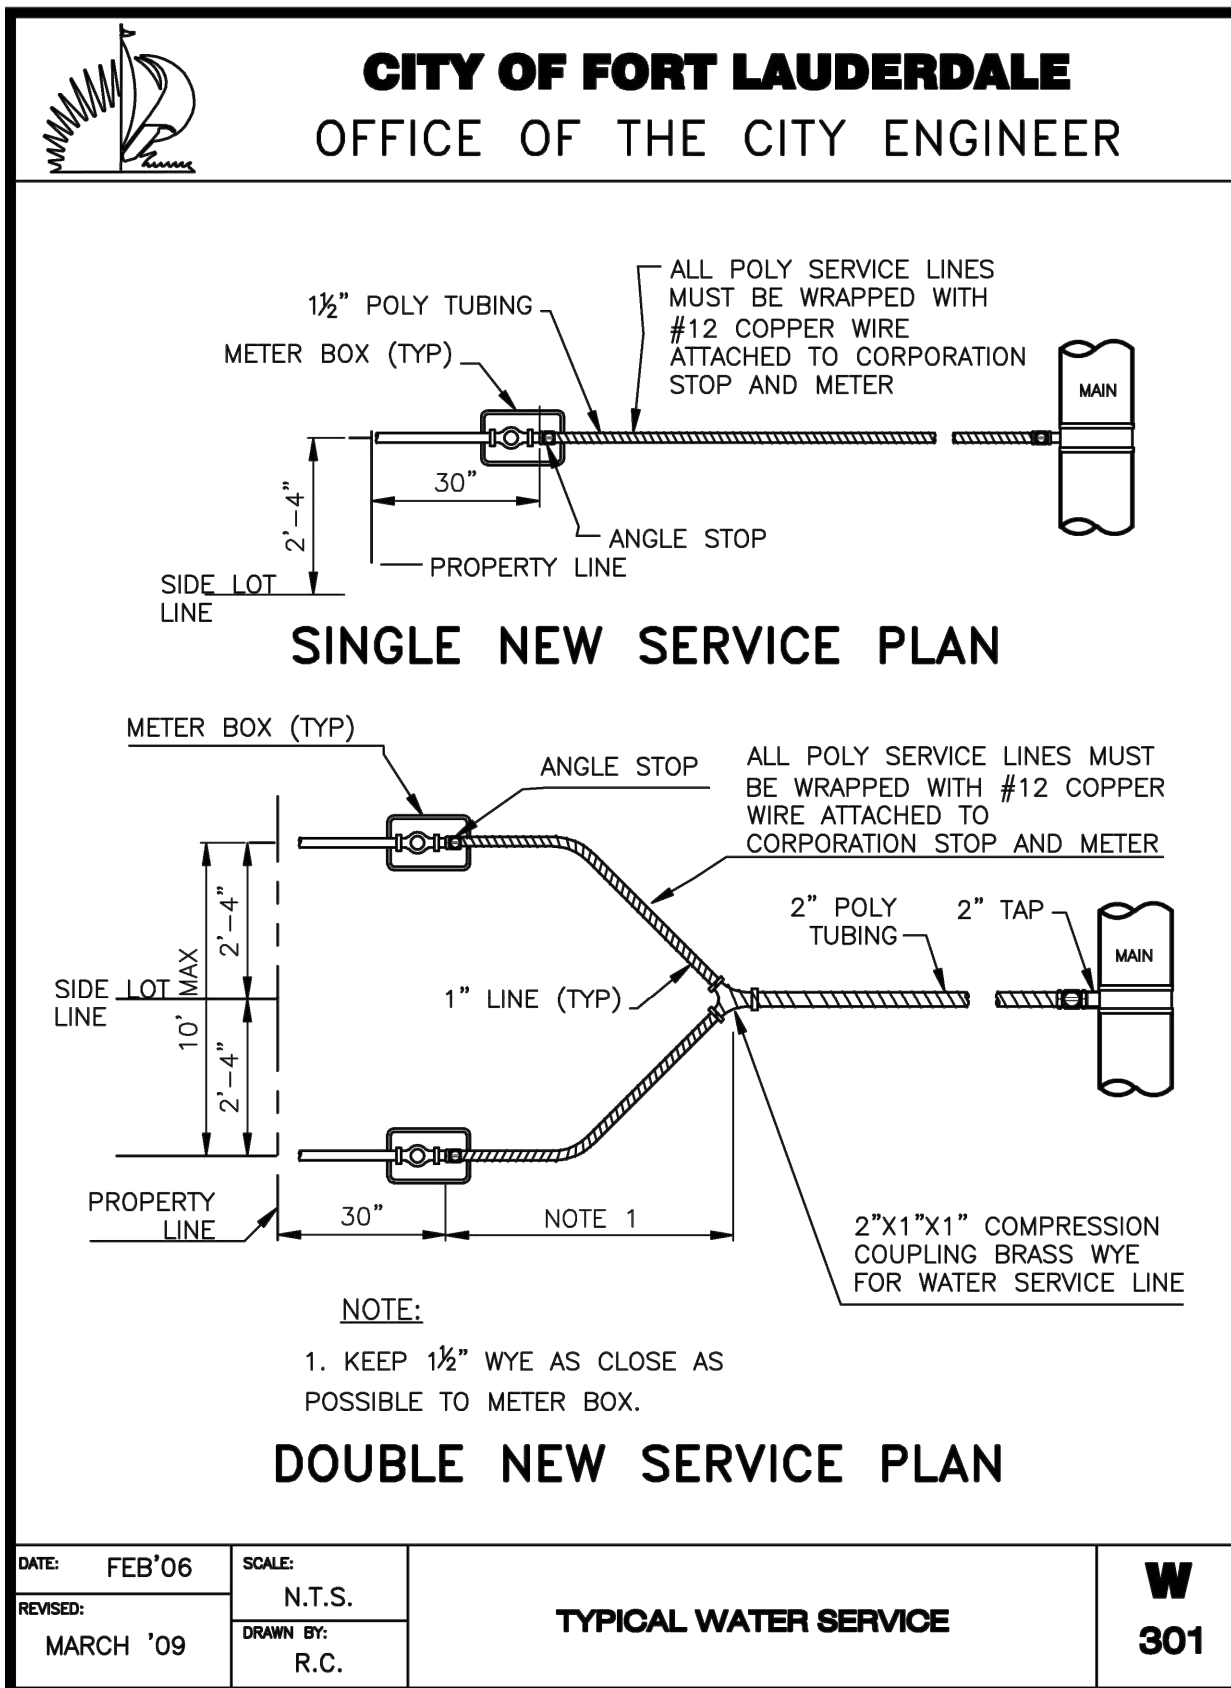 CITY OF FORT LAUDERDALE
OFFICE OF THE CITY ENGINEER
ALL POLY SERVICE LINES
MUST BE WRAPPED WITH
#12 COPPER WIRE
ATTACHED TO CORPORATION
STOP AND METER
1½" POLY TUBING
METER BOX (TYP)
MAIN
30"
2'-4"
ANGLE STOP
PROPERTY LINE
SIDE LOT
LINE
SINGLE NEW SERVICE PLAN
METER BOX (TYP)
ANGLE STOP
ALL POLY SERVICE LINES MUST
BE WRAPPED WITH #12 COPPER
WIRE ATTACHED TO
CORPORATION STOP AND METER
2" POLY
TUBING
2" TAP
MAIN
2'-4"
10' MAX
SIDE LOT
LINE
1" LINE (TYP)
2'-4"
PROPERTY
LINE
30"
NOTE 1
2"X1"X1" COMPRESSION
COUPLING BRASS WYE
FOR WATER SERVICE LINE
NOTE:
1. KEEP 1½" WYE AS CLOSE AS
POSSIBLE TO METER BOX.
DOUBLE NEW SERVICE PLAN
DATE: FEB'06
REVISED:
MARCH '09
SCALE:
N.T.S.
DRAWN BY:
R.C.
TYPICAL WATER SERVICE
W
301